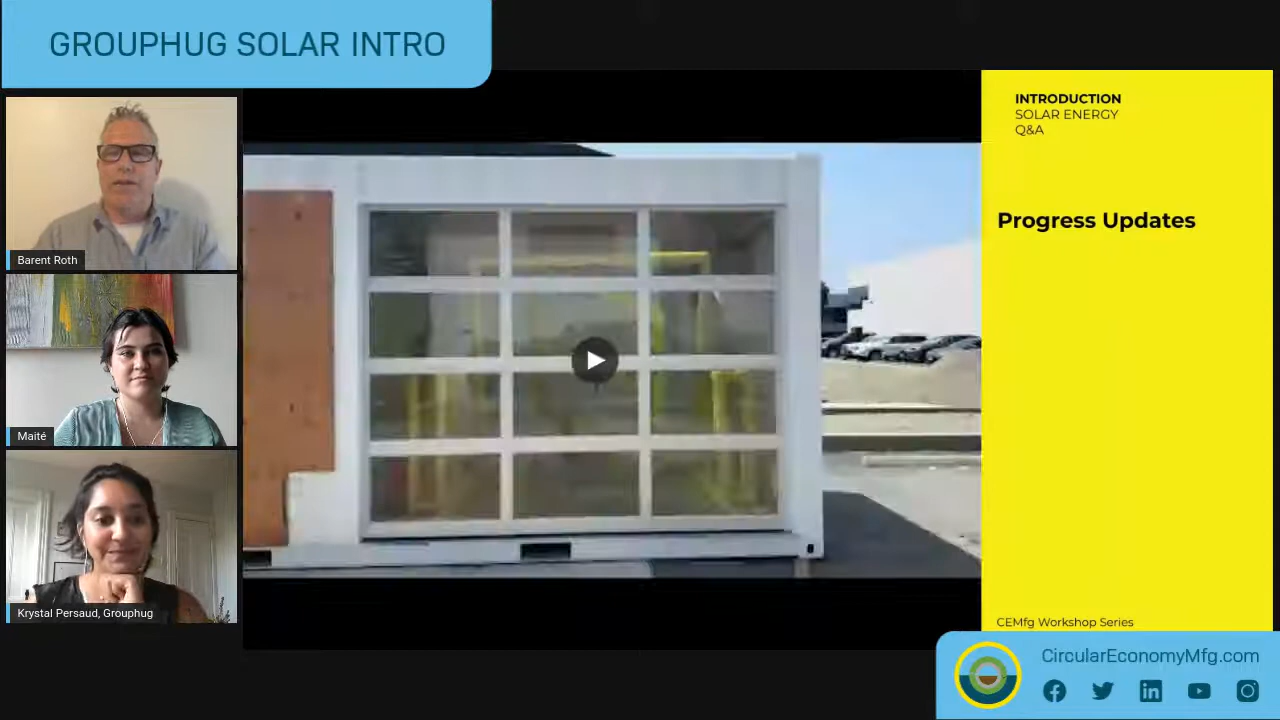 GROUPHUG SOLAR INTRO
Barent Roth
Maité
Krystal Persaud, Grouphug
INTRODUCTION
SOLAR ENERGY
Q&A
Progress Updates
CEMfg Workshop Series
CircularEconomyMfg.com